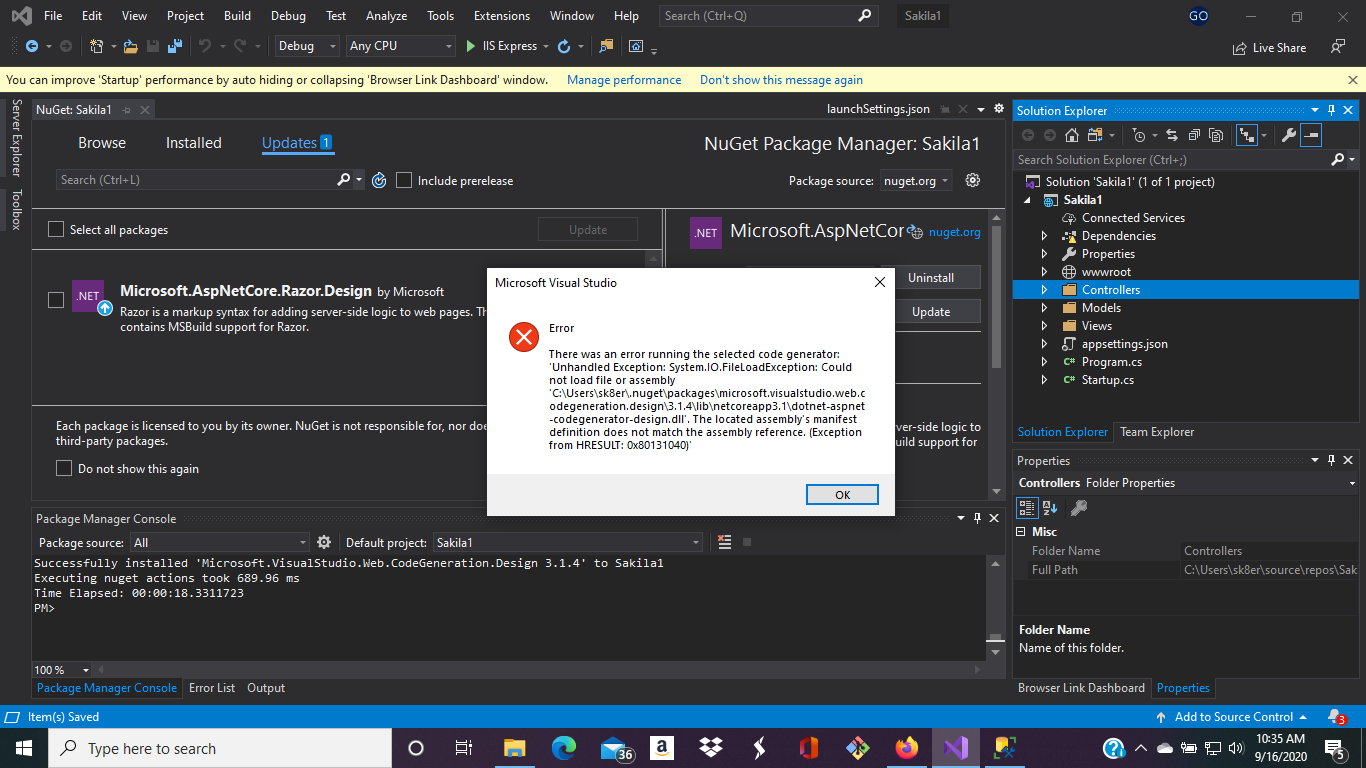 File Edit View Project Build Debug Test Analyze Tools Extensions Window Help Search (Ctrl+Q) Sakila1 GO
Debug Any CPU IIS Express Live Share
You can improve 'Startup' performance by auto hiding or collapsing 'Browser Link Dashboard' window. Manage performance Don't show this message again
Server Explorer
Toolbox
NuGet: Sakila1 launchSettings.json
Browse Installed Updates 1 NuGet Package Manager: Sakila1
Search (Ctrl+L) Include prerelease Package source: nuget.org
Select all packages Update
.NET Microsoft.AspNetCore.Razor.Design by Microsoft
Razor is a markup syntax for adding server-side logic to web pages. Th
contains MSBuild support for Razor.
Each package is licensed to you by its owner. NuGet is not responsible for, nor doe
third-party packages.
Do not show this again
.NET Microsoft.AspNetCor nuget.org
Uninstall
Update
ver-side logic to
uild support for
Microsoft Visual Studio
Error
There was an error running the selected code generator:
'Unhandled Exception: System.IO.FileLoadException: Could
not load file or assembly
'C:\Users\sk8er\.nuget\packages\microsoft.visualstudio.web.c
odegeneration.design\3.1.4\lib\netcoreapp3.1\dotnet-aspnet
-codegenerator-design.dll'. The located assembly's manifest
definition does not match the assembly reference. (Exception
from HRESULT: 0x80131040)'
OK
Package Manager Console
Package source: All Default project: Sakila1
Successfully installed 'Microsoft.VisualStudio.Web.CodeGeneration.Design 3.1.4' to Sakila1
Executing nuget actions took 689.96 ms
Time Elapsed: 00:00:18.3311723
PM>
100 %
Package Manager Console Error List Output
Solution Explorer
Search Solution Explorer (Ctrl+;)
Solution 'Sakila1' (1 of 1 project)
Sakila1
Connected Services
Dependencies
Properties
wwwroot
Controllers
Models
Views
appsettings.json
C# Program.cs
C# Startup.cs
Solution Explorer Team Explorer
Properties
Controllers Folder Properties
Misc
Folder Name Controllers
Full Path C:\Users\sk8er\source\repos\Sak
Folder Name
Name of this folder.
Browser Link Dashboard Properties
Item(s) Saved Add to Source Control 3
Type here to search 36 10:35 AM
9/16/2020 5